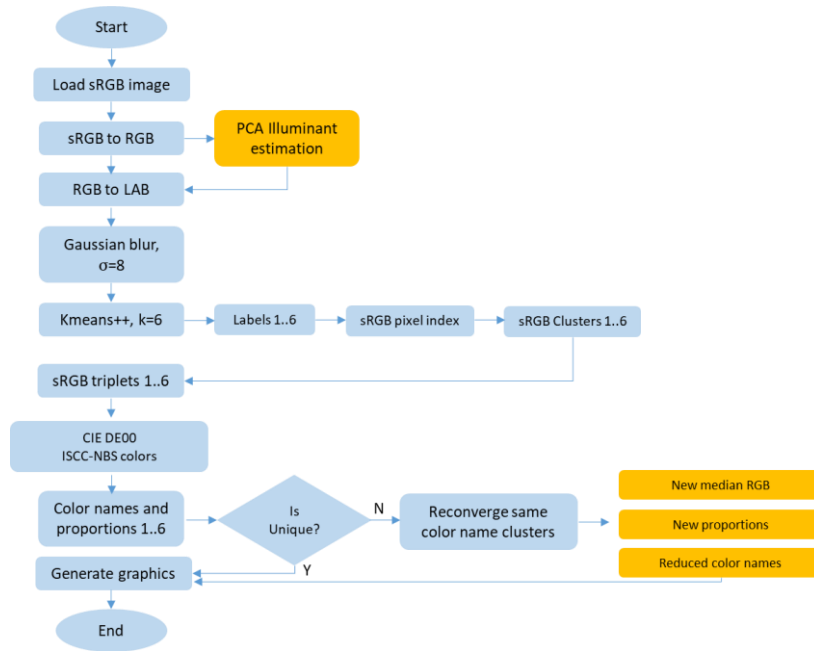 Start
Load sRGB image
sRGB to RGB
PCA Illuminant
estimation
RGB to LAB
Gaussian blur,
σ=8
Kmeans++, k=6
Labels 1..6
sRGB pixel index
sRGB Clusters 1..6
sRGB triplets 1..6
CIE DE00
ISCC-NBS colors
Color names and
proportions 1..6
Is
Unique?
N
Reconverge same
color name clusters
New median RGB
New proportions
Reduced color names
Y
Generate graphics
End